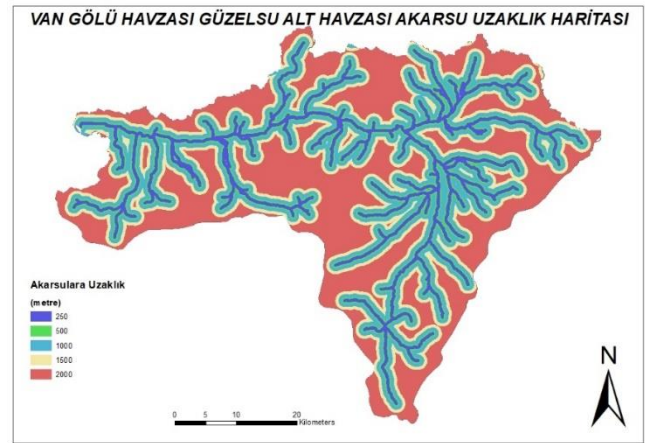 VAN GÖLÜ HAVZASI GÜZELSU ALT HAVZASI AKARSU UZAKLIK HARİTASI
Akarsulara Uzaklık
(metre)
250
500
1000
1500
2000
N
0 5 10 20
Kilometers